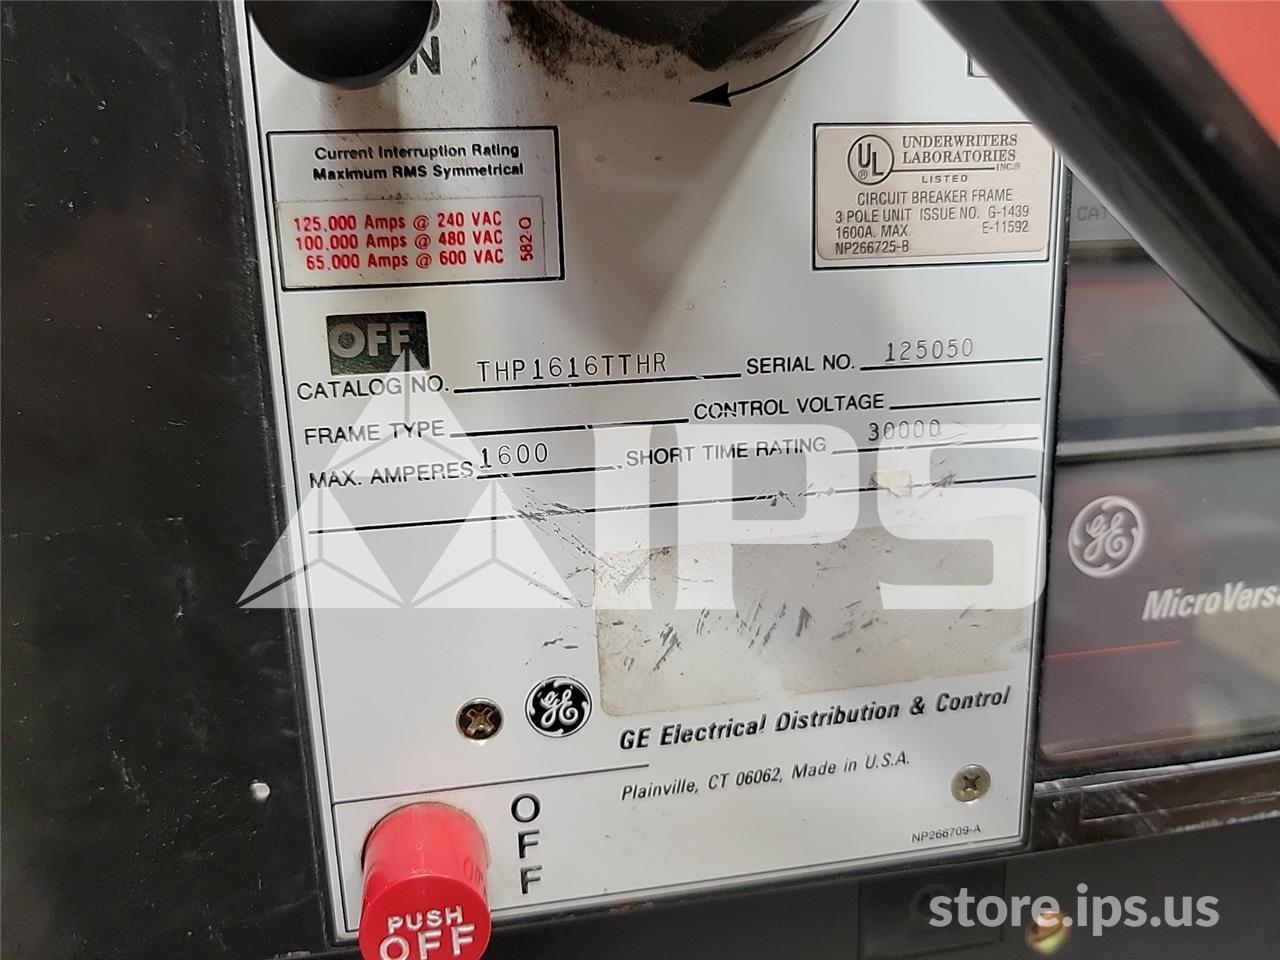 ON
Current Interruption Rating
Maximum RMS Symmetrical
125,000 Amps @ 240 VAC
100,000 Amps @ 480 VAC
65,000 Amps @ 600 VAC
582-Q
UL
UNDERWRITERS
LABORATORIES
INC.®
LISTED
CIRCUIT BREAKER FRAME
3 POLE UNIT ISSUE NO. G-1439
1600A. MAX. E-11592
NP266725-B
CAT
OFF
CATALOG NO. THP1616TTHR SERIAL NO. 125050
FRAME TYPE CONTROL VOLTAGE
MAX. AMPERES 1600 SHORT TIME RATING 30000
IPS
GE
MicroVersa
GE
GE Electrical Distribution & Control
Plainville, CT 06062, Made in U.S.A.
NP266709-A
OFF
PUSH
OFF
store.ips.us